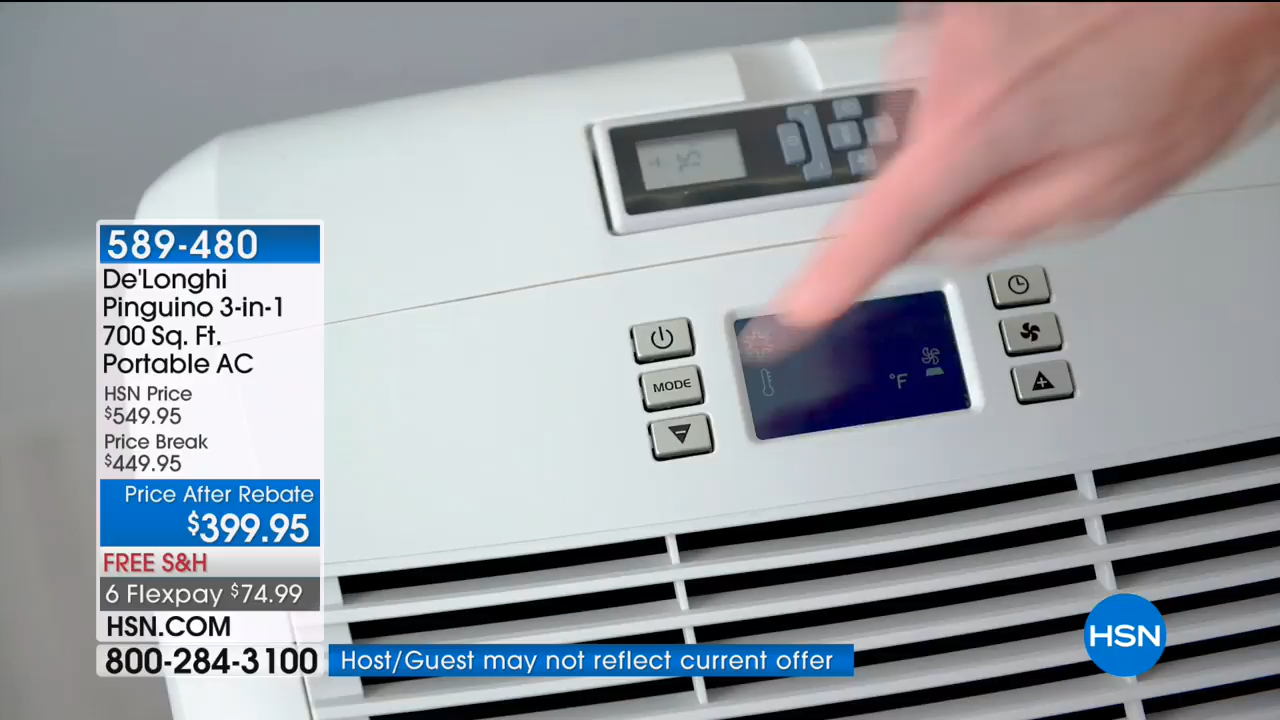 589-480
De'Longhi
Pinguino 3-in-1
700 Sq. Ft.
Portable AC
HSN Price
$549.95
Price Break
$449.95
Price After Rebate
$399.95
FREE S&H
6 Flexpay $74.99
HSN.COM
800-284-3100
Host/Guest may not reflect current offer
MODE
°F
HSN